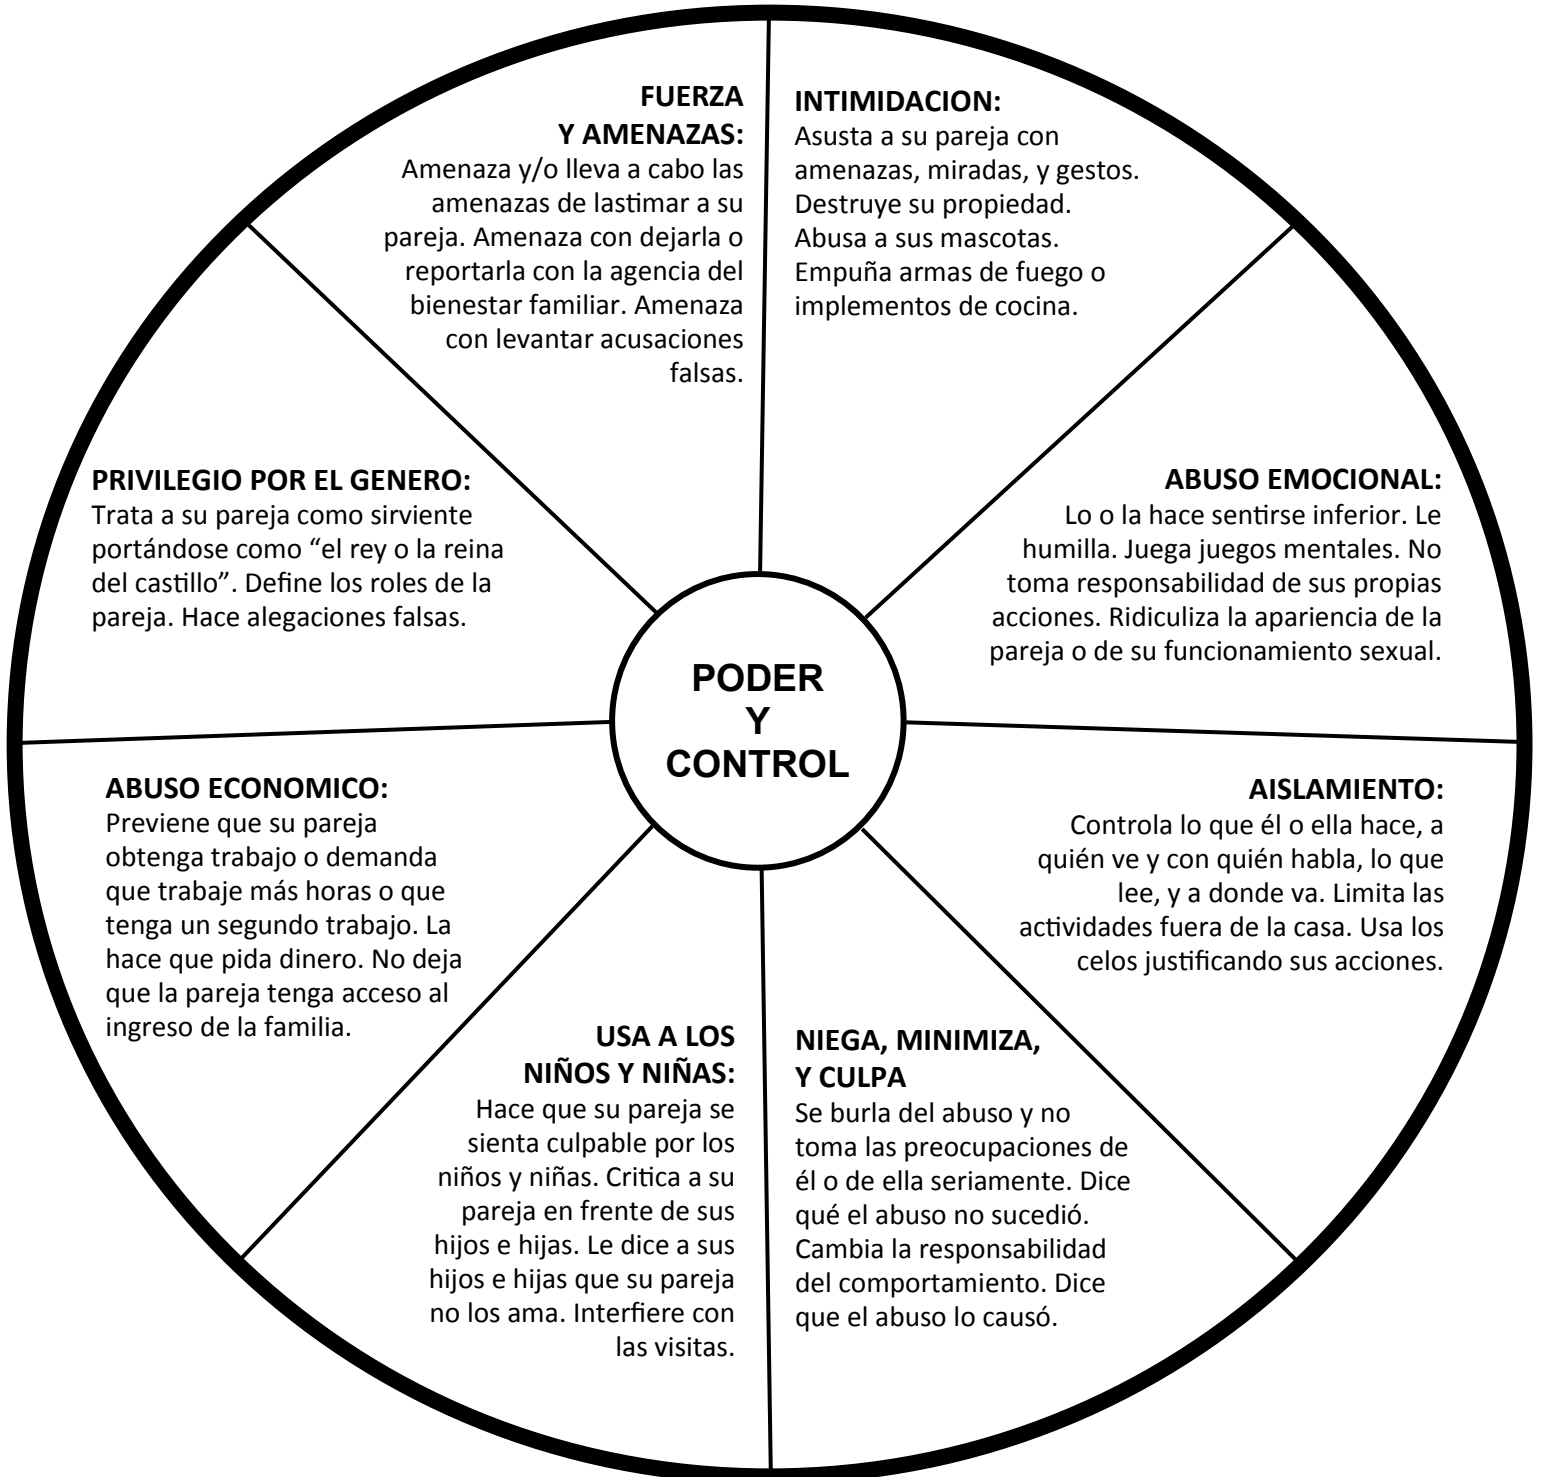 FUERZA
Y AMENAZAS:
Amenaza y/o lleva a cabo las
amenazas de lastimar a su
pareja. Amenaza con dejarla o
reportarla con la agencia del
bienestar familiar. Amenaza
con levantar acusaciones
falsas.
INTIMIDACION:
Asusta a su pareja con
amenazas, miradas, y gestos.
Destruye su propiedad.
Abusa a sus mascotas.
Empuña armas de fuego o
implementos de cocina.
PRIVILEGIO POR EL GENERO:
Trata a su pareja como sirviente
portándose como “el rey o la reina
del castillo”. Define los roles de la
pareja. Hace alegaciones falsas.
ABUSO EMOCIONAL:
Lo o la hace sentirse inferior. Le
humilla. Juega juegos mentales. No
toma responsabilidad de sus propias
acciones. Ridiculiza la apariencia de la
pareja o de su funcionamiento sexual.
PODER
Y
CONTROL
ABUSO ECONOMICO:
Previene que su pareja
obtenga trabajo o demanda
que trabaje más horas o que
tenga un segundo trabajo. La
hace que pida dinero. No deja
que la pareja tenga acceso al
ingreso de la familia.
AISLAMIENTO:
Controla lo que él o ella hace, a
quién ve y con quién habla, lo que
lee, y a donde va. Limita las
actividades fuera de la casa. Usa los
celos justificando sus acciones.
USA A LOS
NIÑOS Y NIÑAS:
Hace que su pareja se
sienta culpable por los
niños y niñas. Critica a su
pareja en frente de sus
hijos e hijas. Le dice a sus
hijos e hijas que su pareja
no los ama. Interfiere con
las visitas.
NIEGA, MINIMIZA,
Y CULPA
Se burla del abuso y no
toma las preocupaciones de
él o de ella seriamente. Dice
qué el abuso no sucedió.
Cambia la responsabilidad
del comportamiento. Dice
que el abuso lo causó.